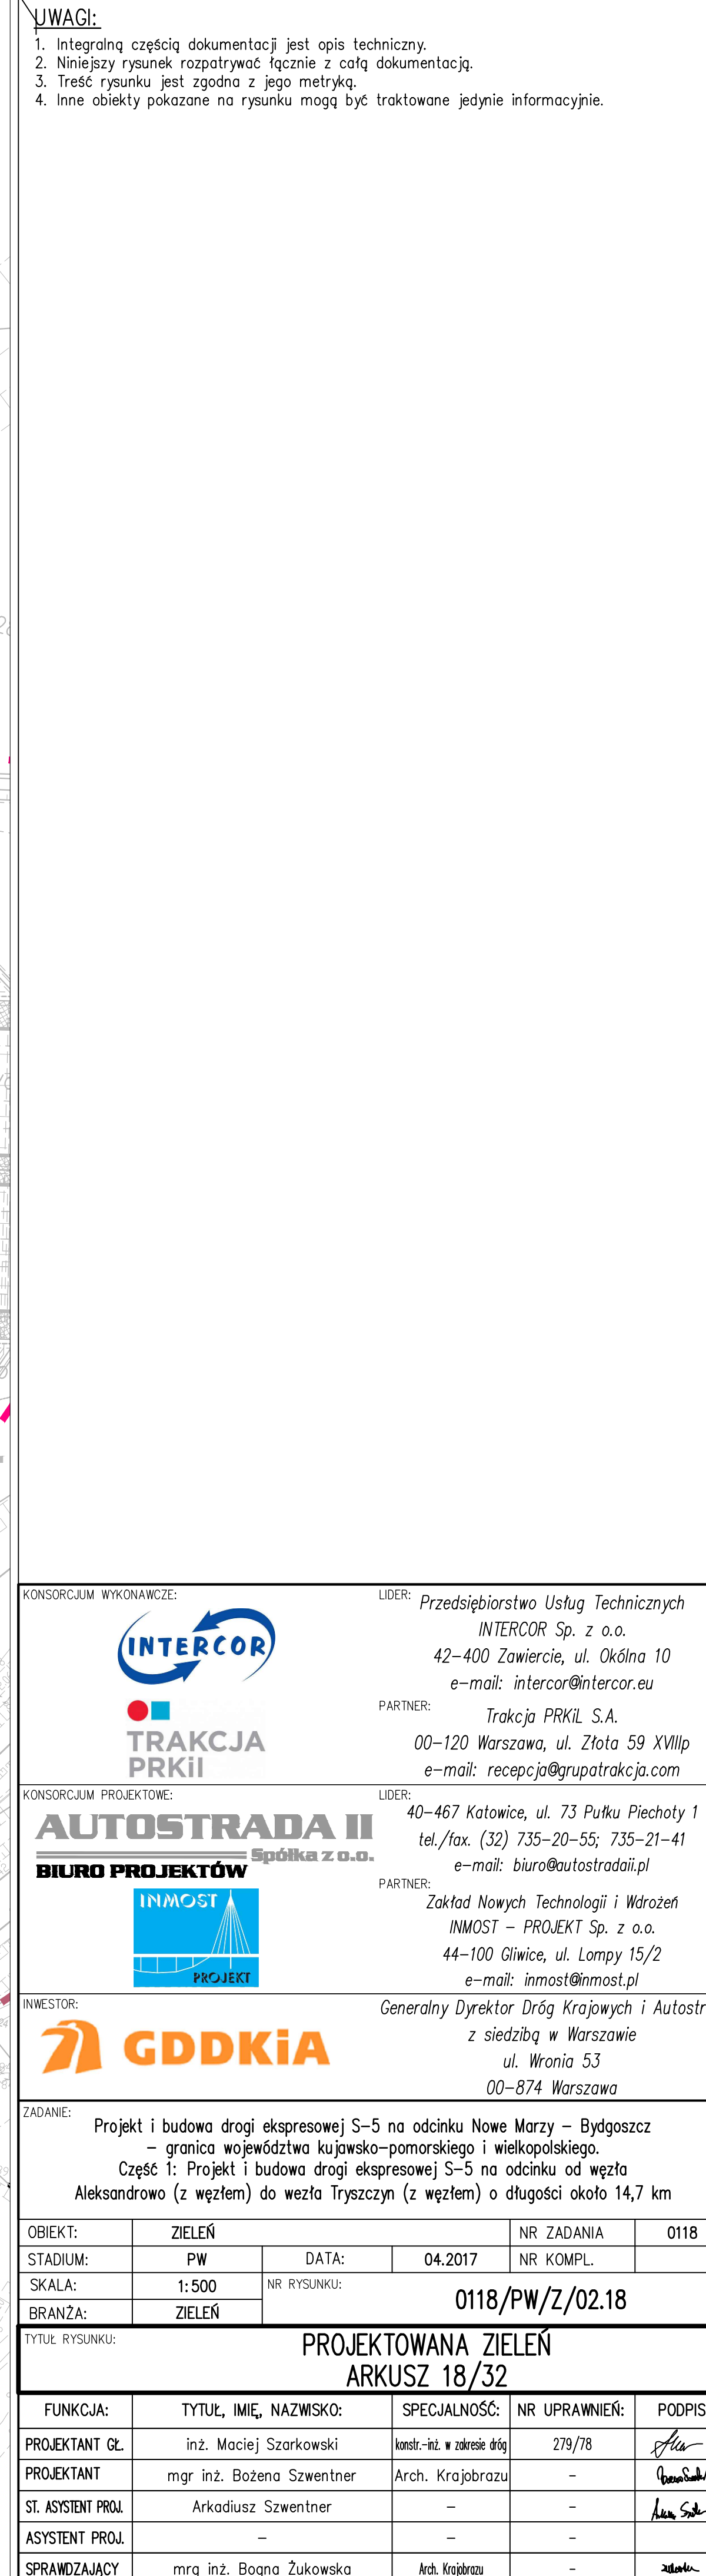 UWAGI:
1. Integralną częścią dokumentacji jest opis techniczny.
2. Niniejszy rysunek rozpatrywać łącznie z całą dokumentacją.
3. Treść rysunku jest zgodna z jego metryką.
4. Inne obiekty pokazane na rysunku mogą być traktowane jedynie informacyjnie.
KONSORCJUM WYKONAWCZE:
INTERCOR
TRAKCJA
PRKiI
LIDER:
Przedsiębiorstwo Usług Technicznych
INTERCOR Sp. z o.o.
42-400 Zawiercie, ul. Okólna 10
e-mail: intercor@intercor.eu
PARTNER:
Trakcja PRKiL S.A.
00-120 Warszawa, ul. Złota 59 XVIIIp
e-mail: recepcja@grupatrakcja.com
KONSORCJUM PROJEKTOWE:
AUTOSTRADA II
Spółka z o.o.
BIURO PROJEKTÓW
INMOST
PROJEKT
LIDER:
40-467 Katowice, ul. 73 Pułku Piechoty 1
tel./fax. (32) 735-20-55; 735-21-41
e-mail: biuro@autostradaii.pl
PARTNER:
Zakład Nowych Technologii i Wdrożeń
INMOST - PROJEKT Sp. z o.o.
44-100 Gliwice, ul. Lompy 15/2
e-mail: inmost@inmost.pl
INWESTOR:
GDDKiA
Generalny Dyrektor Dróg Krajowych i Autostr
z siedzibą w Warszawie
ul. Wronia 53
00-874 Warszawa
ZADANIE:
Projekt i budowa drogi ekspresowej S-5 na odcinku Nowe Marzy - Bydgoszcz
- granica województwa kujawsko-pomorskiego i wielkopolskiego.
Część 1: Projekt i budowa drogi ekspresowej S-5 na odcinku od węzła
Aleksandrowo (z węzłem) do wezła Tryszczyn (z węzłem) o długości około 14,7 km
OBIEKT: ZIELEŃ NR ZADANIA 0118
STADIUM: PW DATA: 04.2017 NR KOMPL.
SKALA: 1:500 NR RYSUNKU: 0118/PW/Z/02.18
BRANŻA: ZIELEŃ
TYTUŁ RYSUNKU:
PROJEKTOWANA ZIELEŃ
ARKUSZ 18/32
FUNKCJA: TYTUŁ, IMIĘ, NAZWISKO: SPECJALNOŚĆ: NR UPRAWNIEŃ: PODPIS
PROJEKTANT GŁ. inż. Maciej Szarkowski konstr.-inż. w zakresie dróg 279/78
PROJEKTANT mgr inż. Bożena Szwentner Arch. Krajobrazu -
ST. ASYSTENT PROJ. Arkadiusz Szwentner - -
ASYSTENT PROJ. - - -
SPRAWDZAJĄCY mrg inż. Bogna Żukowska Arch. Krajobrazu -